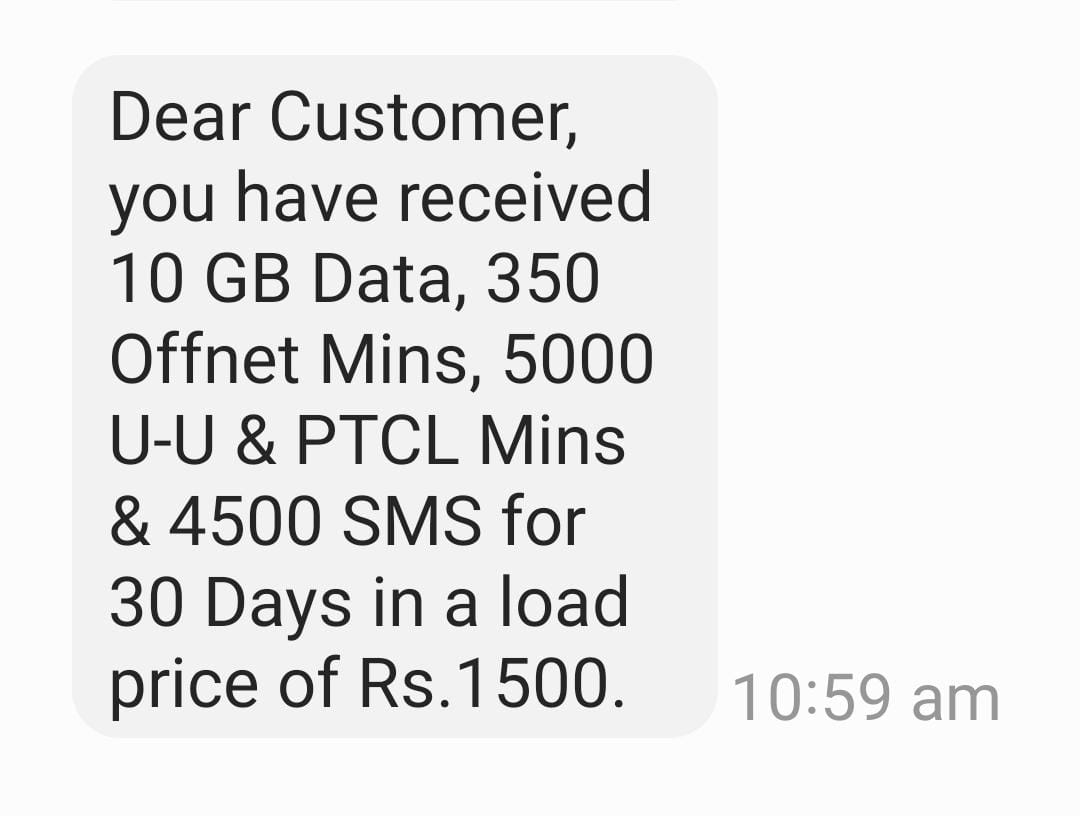 Dear Customer,
you have received
10 GB Data, 350
Offnet Mins, 5000
U-U & PTCL Mins
& 4500 SMS for
30 Days in a load
price of Rs.1500.
10:59 am